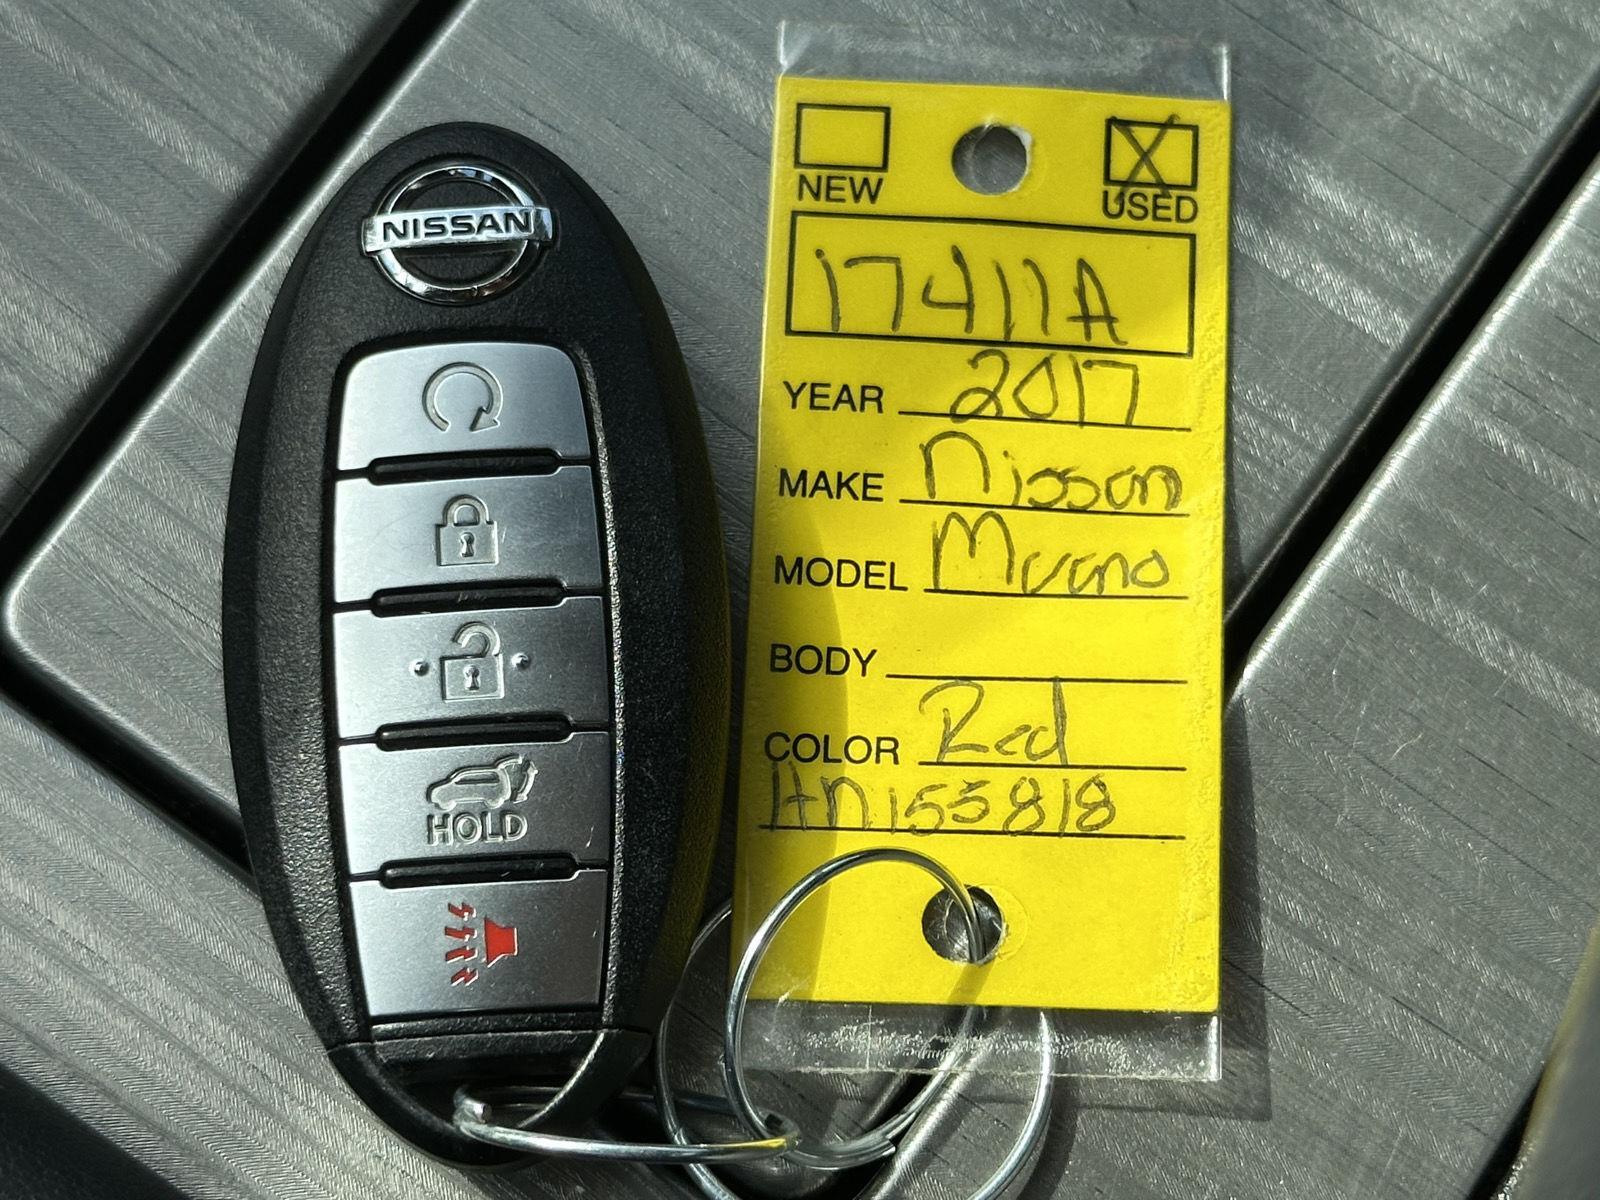 NISSAN
HOLD
NEW
USED
17411A
YEAR 2017
MAKE Nissan
MODEL Murano
BODY
COLOR Red
HN155818